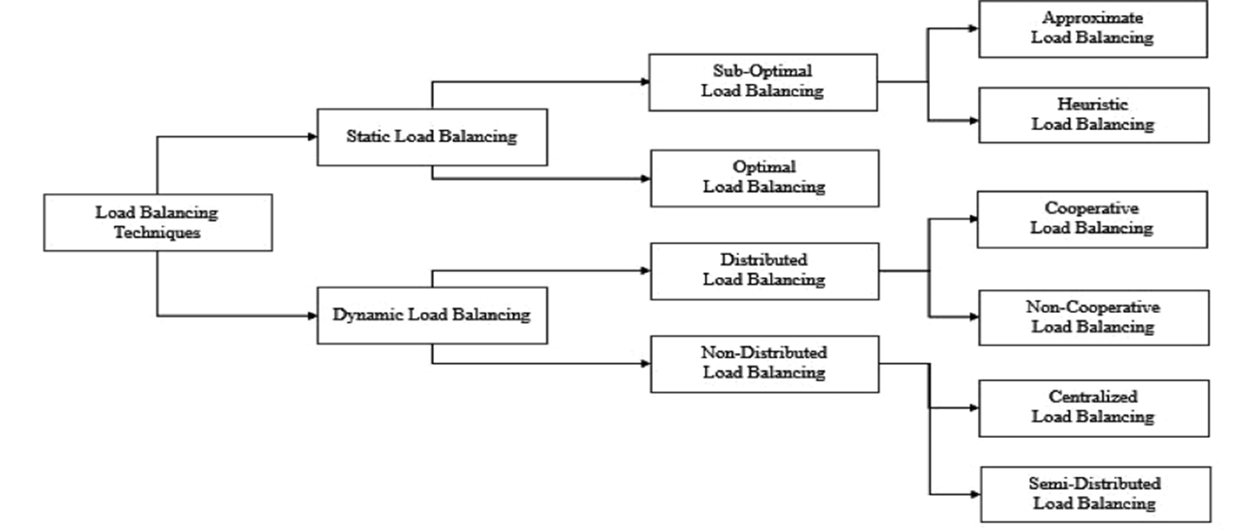 Load Balancing
Techniques
Static Load Balancing
Dynamic Load Balancing
Sub-Optimal
Load Balancing
Optimal
Load Balancing
Distributed
Load Balancing
Non-Distributed
Load Balancing
Approximate
Load Balancing
Heuristic
Load Balancing
Cooperative
Load Balancing
Non-Cooperative
Load Balancing
Centralized
Load Balancing
Semi-Distributed
Load Balancing